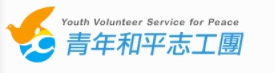 Youth Volunteer Service for Peace
青年和平志工團